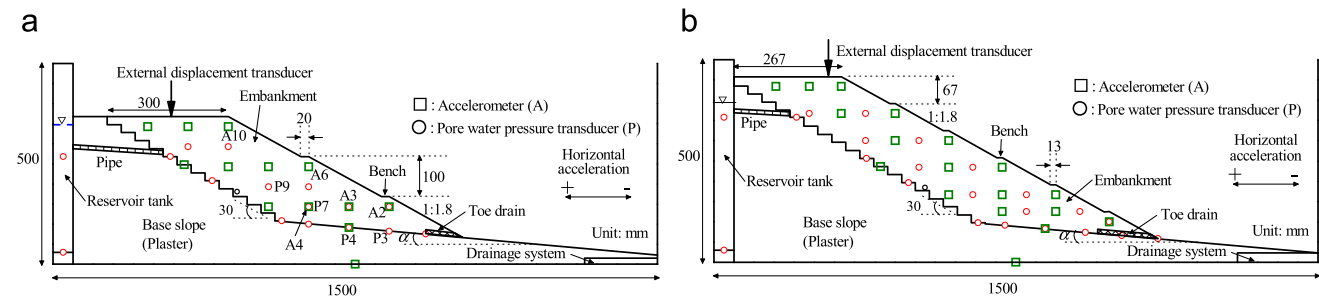 a
External displacement transducer
300
Embankment
20
: Accelerometer (A)
: Pore water pressure transducer (P)
A10
Pipe
500
Horizontal
acceleration
+
-
A6
P9
100
Bench
Reservoir tank
A3
P7
A2
1:1.8
Toe drain
30
Base slope
(Plaster)
A4
P4
P3
α
Unit: mm
Drainage system
1500
b
External displacement transducer
267
67
: Accelerometer (A)
: Pore water pressure transducer (P)
1:1.8
Pipe
Bench
13
500
Horizontal
acceleration
+
-
Reservoir tank
Embankment
30
Base slope
(Plaster)
Toe drain
α
Unit: mm
Drainage system
1500